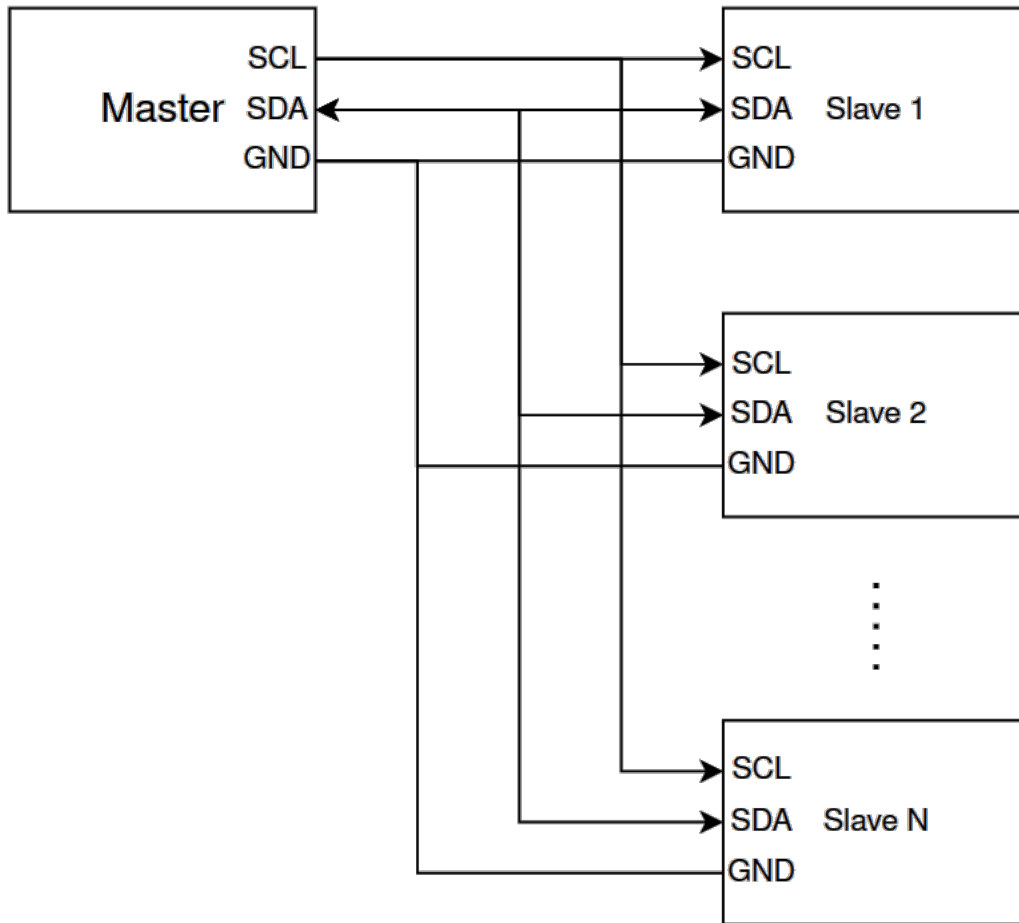 SCL
Master SDA
GND
SCL
SDA Slave 1
GND
SCL
SDA Slave 2
GND
SCL
SDA Slave N
GND